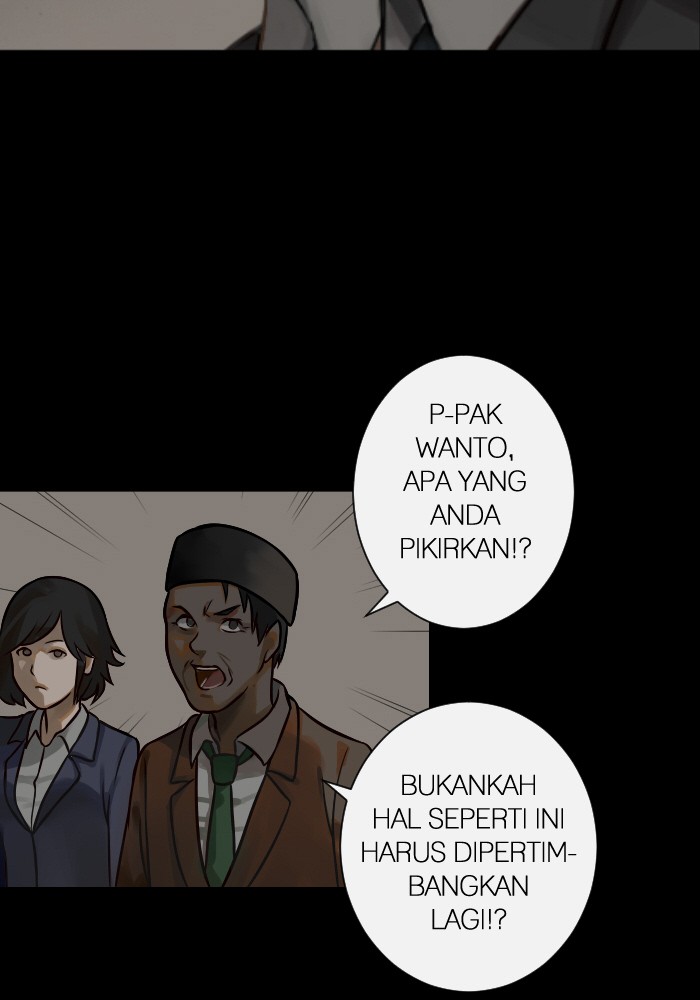 P-PAK
WANTO,
APA YANG
ANDA
PIKIRKAN!?
BUKANKAH
HAL SEPERTI INI
HARUS DIPERTIM-
BANGKAN
LAGI!?